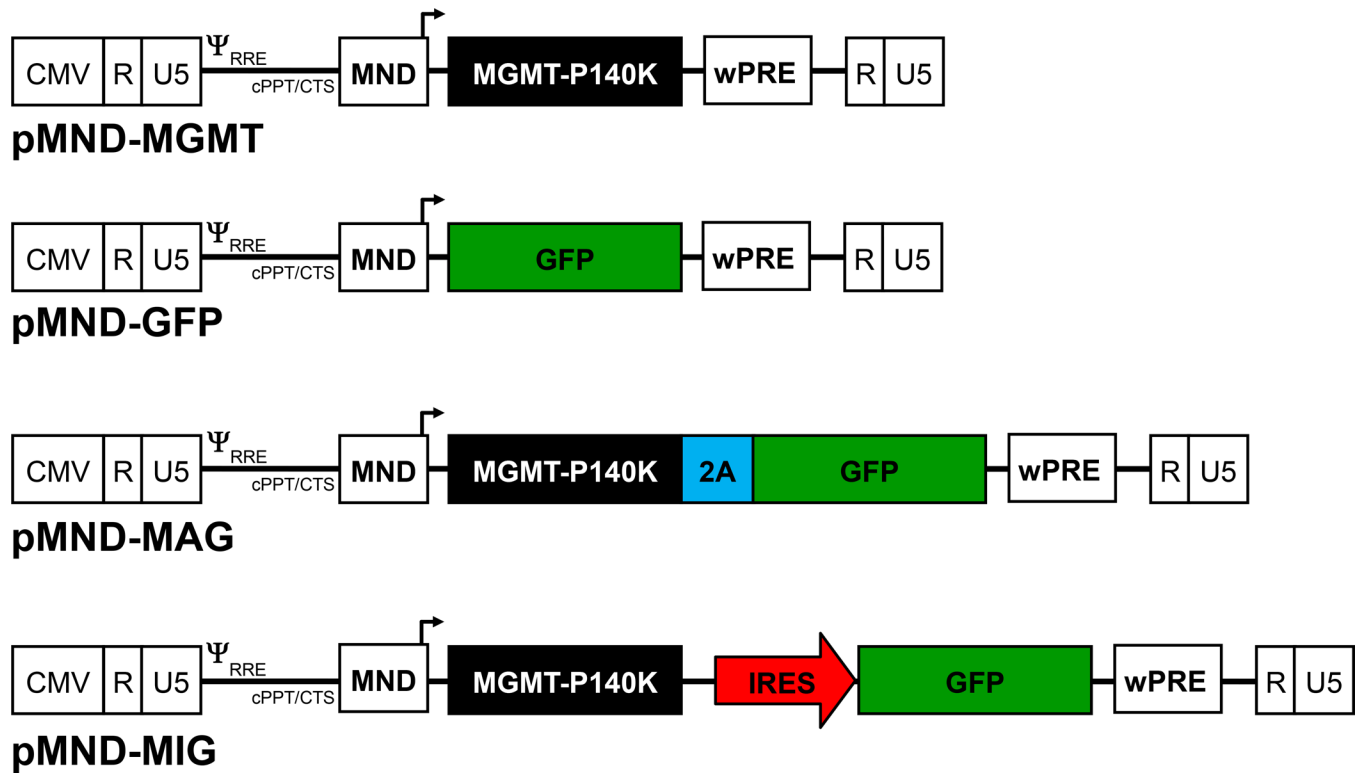 CMV R U5 Ψ RRE cPPT/CTS MND MGMT-P140K wPRE R U5
pMND-MGMT
CMV R U5 Ψ RRE cPPT/CTS MND GFP wPRE R U5
pMND-GFP
CMV R U5 Ψ RRE cPPT/CTS MND MGMT-P140K 2A GFP wPRE R U5
pMND-MAG
CMV R U5 Ψ RRE cPPT/CTS MND MGMT-P140K IRES GFP wPRE R U5
pMND-MIG